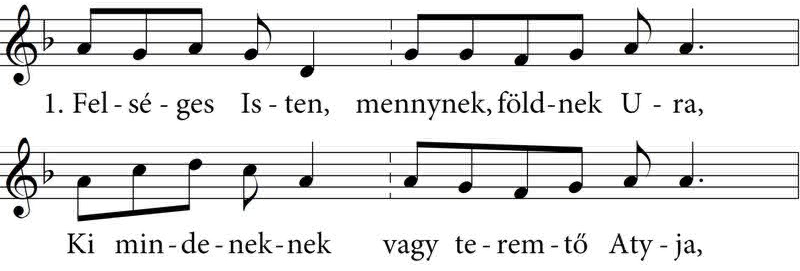 1. Fel - sé - ges Is - ten, mennynek, föld-nek U - ra,
Ki min - de - nek - nek vagy te - rem - tő Aty - ja,